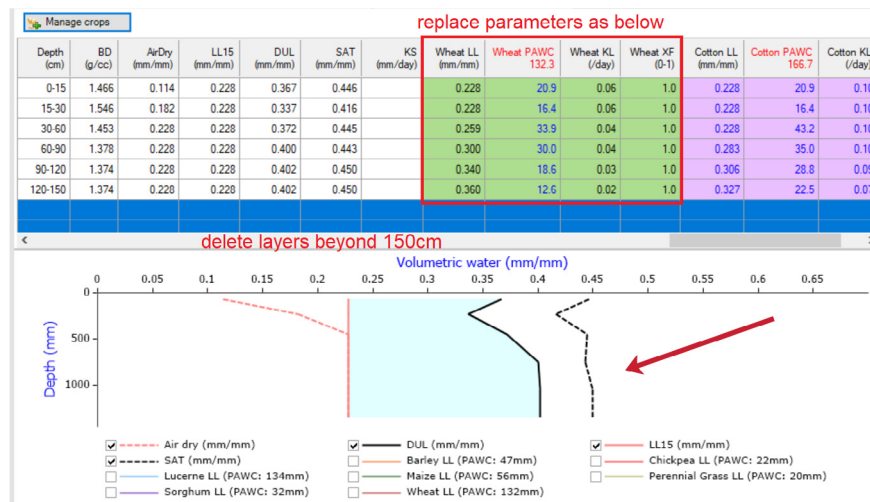 Manage crops
replace parameters as below
Depth (cm) BD (g/cc) AirDry (mm/mm) LL15 (mm/mm) DUL (mm/mm) SAT (mm/mm) KS (mm/day) Wheat LL (mm/mm) Wheat PAWC 132.3 Wheat KL (/day) Wheat XF (0-1) Cotton LL (mm/mm) Cotton PAWC 166.7 Cotton KL (/day)
0-15 1.466 0.114 0.228 0.367 0.446 0.228 20.9 0.06 1.0 0.228 20.9 0.10
15-30 1.546 0.182 0.228 0.337 0.416 0.228 16.4 0.06 1.0 0.228 16.4 0.10
30-60 1.453 0.228 0.228 0.372 0.445 0.259 33.9 0.04 1.0 0.228 43.2 0.10
60-90 1.378 0.228 0.228 0.400 0.443 0.300 30.0 0.04 1.0 0.283 35.0 0.10
90-120 1.374 0.228 0.228 0.402 0.450 0.340 18.6 0.03 1.0 0.306 28.8 0.09
120-150 1.374 0.228 0.228 0.402 0.450 0.360 12.6 0.02 1.0 0.327 22.5 0.07
delete layers beyond 150cm
Volumetric water (mm/mm)
0 0.05 0.1 0.15 0.2 0.25 0.3 0.35 0.4 0.45 0.5 0.55 0.6 0.65
0
500
1000
Depth (mm)
Air dry (mm/mm) DUL (mm/mm) LL15 (mm/mm)
SAT (mm/mm) Barley LL (PAWC: 47mm) Chickpea LL (PAWC: 22mm)
Lucerne LL (PAWC: 134mm) Maize LL (PAWC: 56mm) Perennial Grass LL (PAWC: 20mm)
Sorghum LL (PAWC: 32mm) Wheat LL (PAWC: 132mm)